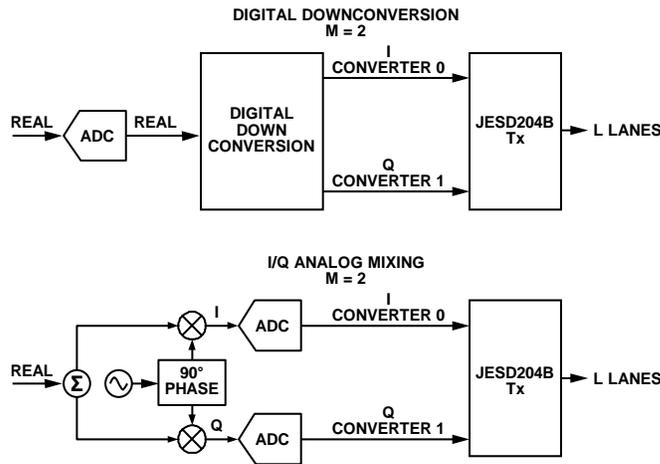 DIGITAL DOWNCONVERSION
M = 2
I
CONVERTER 0
REAL
ADC
REAL
DIGITAL
DOWN
CONVERSION
JESD204B
Tx
L LANES
Q
CONVERTER 1
I/Q ANALOG MIXING
M = 2
I
ADC
I
CONVERTER 0
REAL
Σ
90°
PHASE
JESD204B
Tx
L LANES
Q
ADC
Q
CONVERTER 1